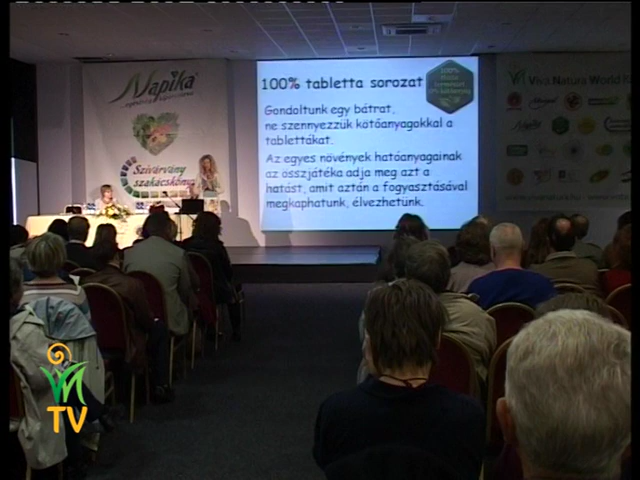 Napika
Szivárvány
szakácskönyv
100% tabletta sorozat
100%
Gondoltunk egy bátrat,
ne szennyezzük kötőanyagokkal a
tablettákat.
Az egyes növények hatóanyagainak
az összjátéka adja meg azt a
hatást, amit aztán a fogyasztásával
megkaphatunk, élvezhetünk.
Viva Natura World K
TV